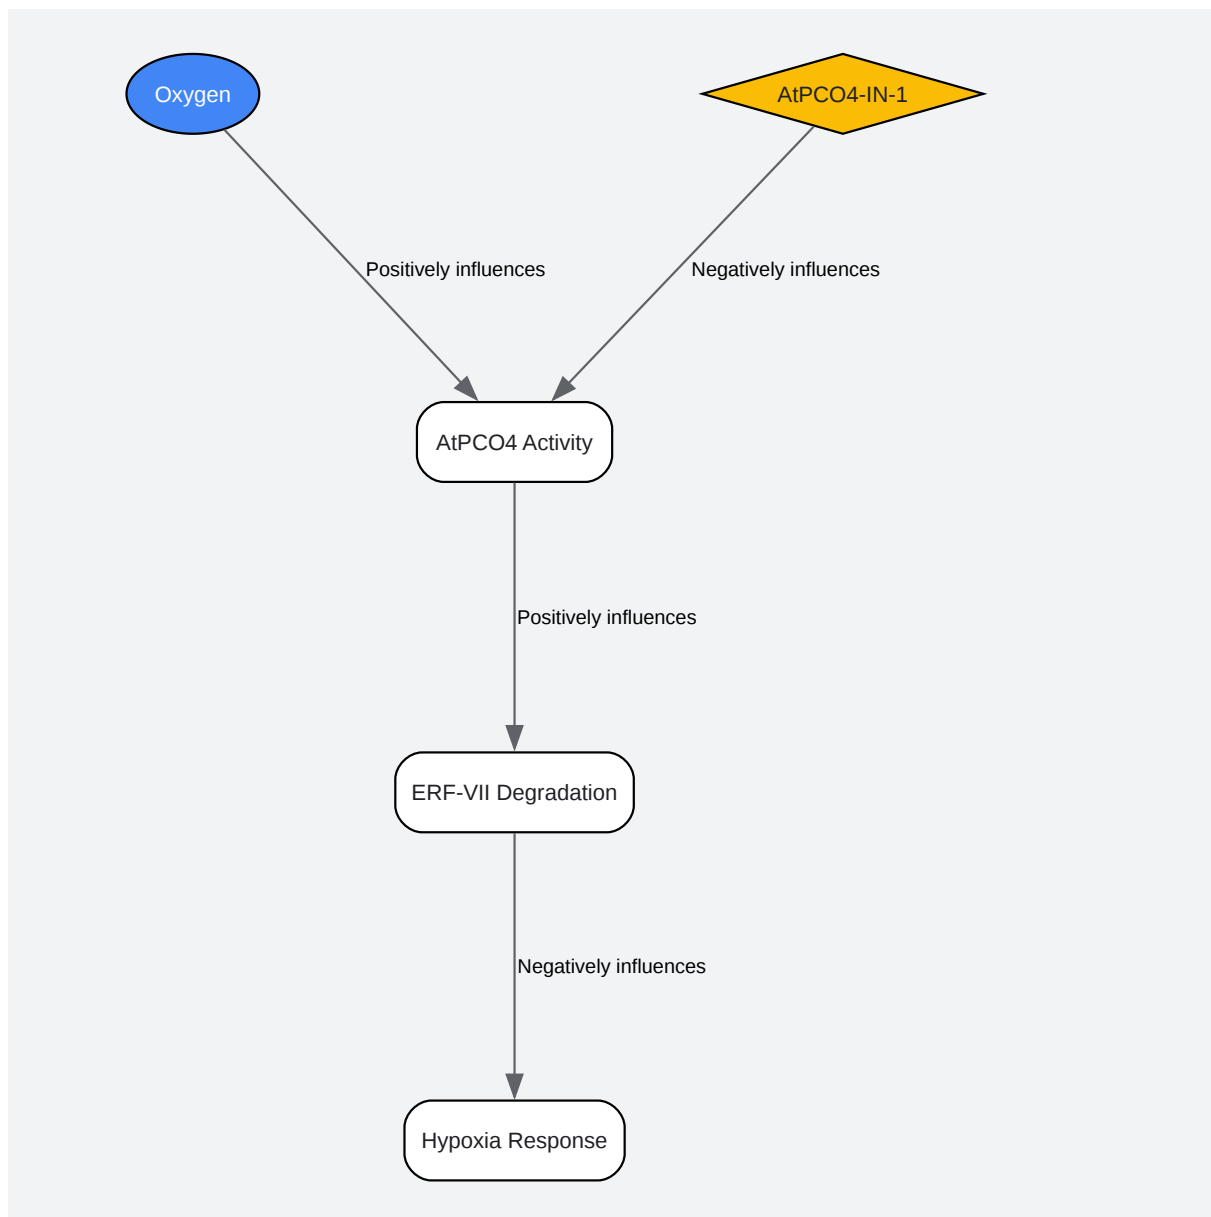 Oxygen
AtPCO4-IN-1
Positively influences
Negatively influences
AtPCO4 Activity
Positively influences
ERF-VII Degradation
Negatively influences
Hypoxia Response